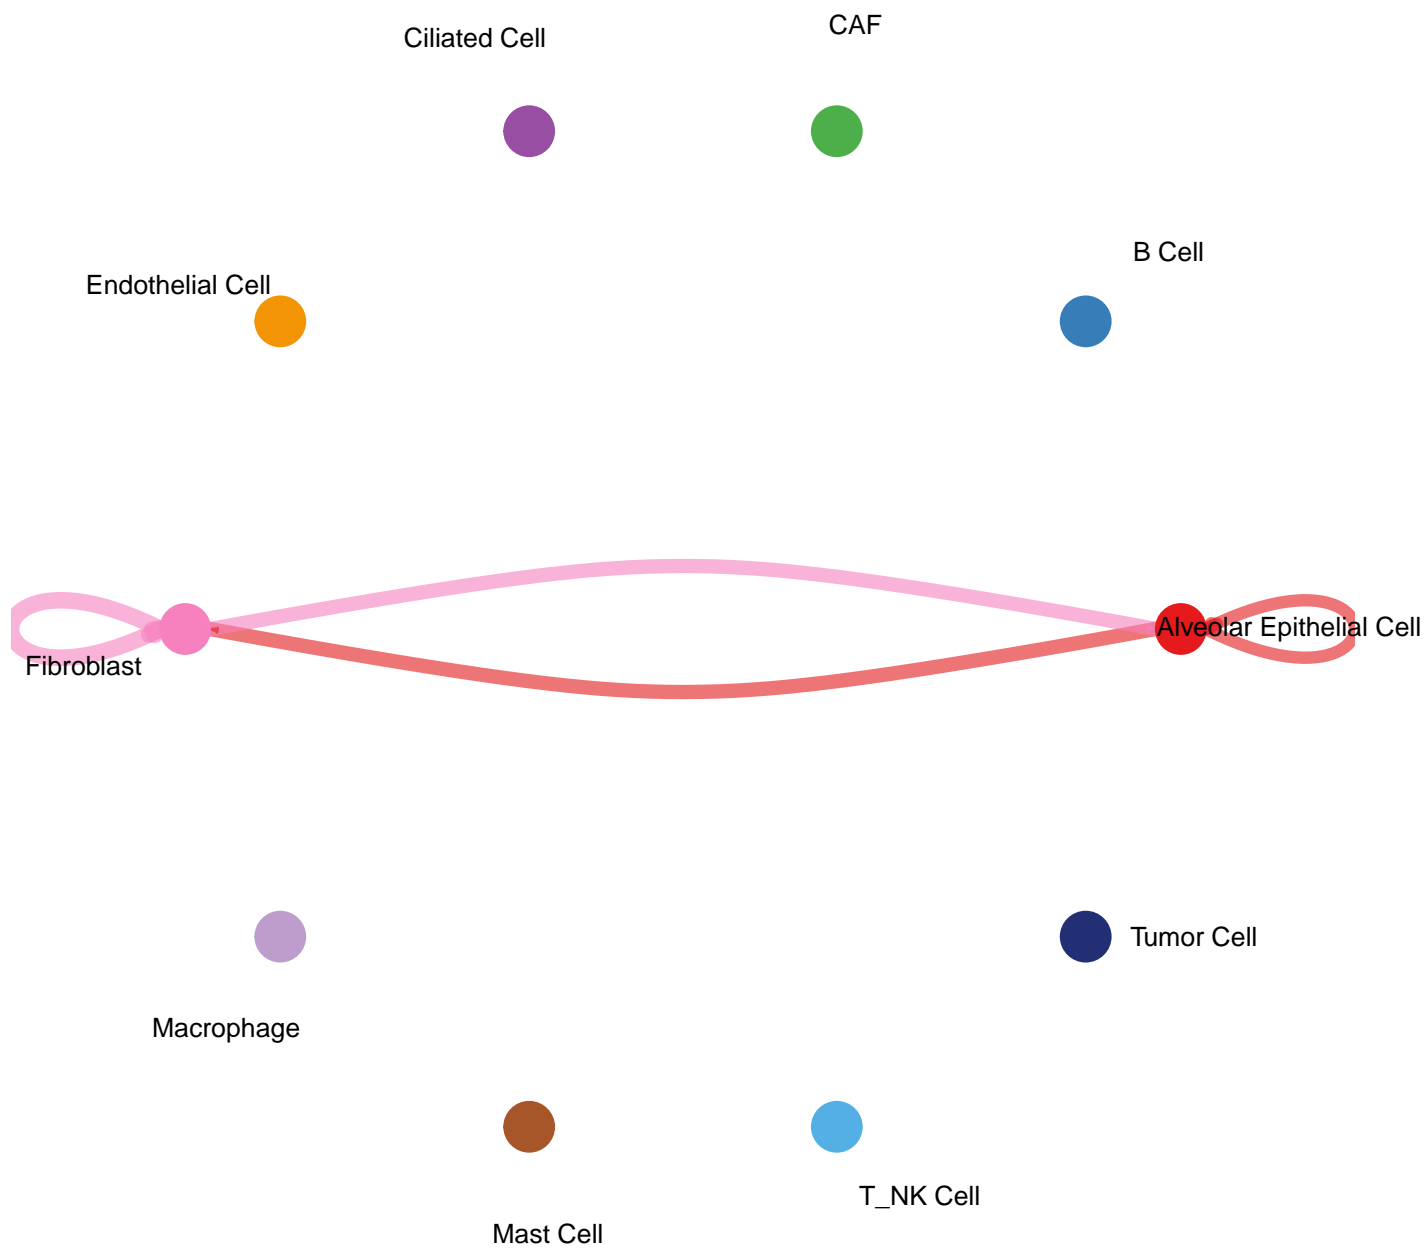 CAF
Ciliated Cell
B Cell
Endothelial Cell
Alveolar Epithelial Cell
Fibroblast
Tumor Cell
Macrophage
T_NK Cell
Mast Cell